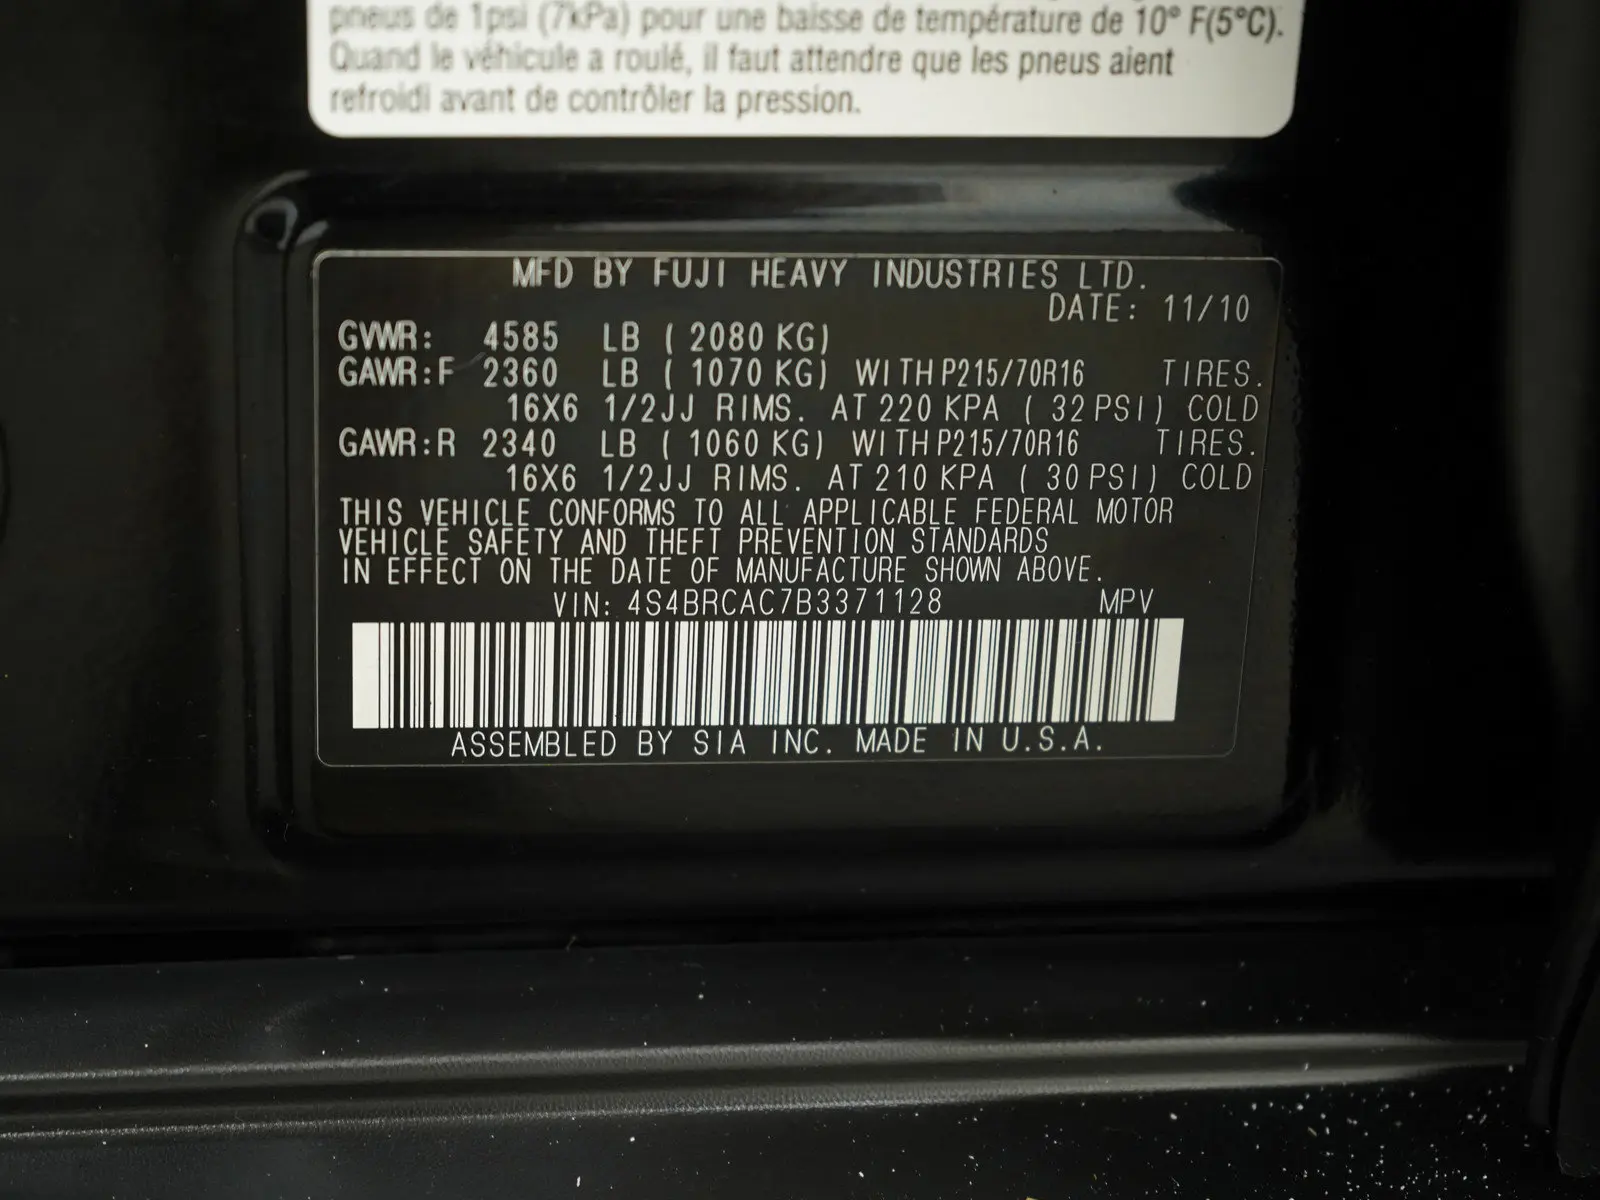 pneus de 1psi (7kPa) pour une baisse de température de 10° F(5°C).
Quand le véhicule a roulé, il faut attendre que les pneus aient
refroidi avant de contrôler la pression.
MFD BY FUJI HEAVY INDUSTRIES LTD.
DATE: 11/10
GVWR: 4585 LB ( 2080 KG)
GAWR:F 2360 LB ( 1070 KG) WITH P215/70R16 TIRES.
16X6 1/2JJ RIMS. AT 220 KPA ( 32 PSI) COLD
GAWR:R 2340 LB ( 1060 KG) WITH P215/70R16 TIRES.
16X6 1/2JJ RIMS. AT 210 KPA ( 30 PSI) COLD
THIS VEHICLE CONFORMS TO ALL APPLICABLE FEDERAL MOTOR
VEHICLE SAFETY AND THEFT PREVENTION STANDARDS
IN EFFECT ON THE DATE OF MANUFACTURE SHOWN ABOVE.
VIN: 4S4BRCAC7B3371128 MPV
ASSEMBLED BY SIA INC. MADE IN U.S.A.